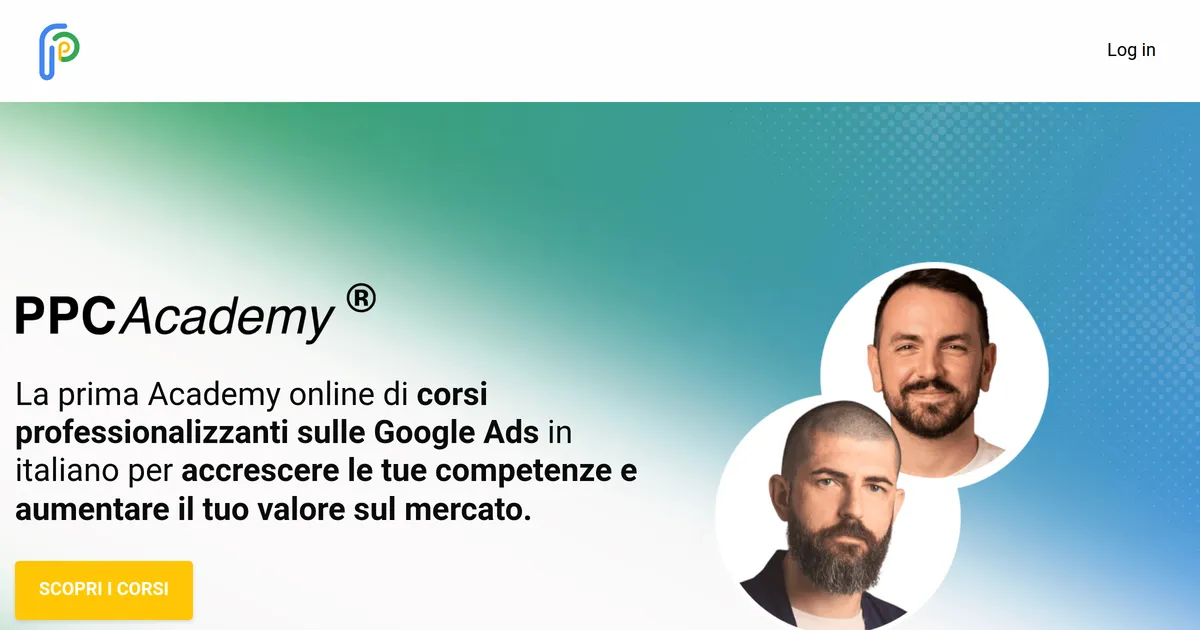 Log in
PPCAcademy ®
La prima Academy online di corsi
professionalizzanti sulle Google Ads in
italiano per accrescere le tue competenze e
aumentare il tuo valore sul mercato.
SCOPRI I CORSI